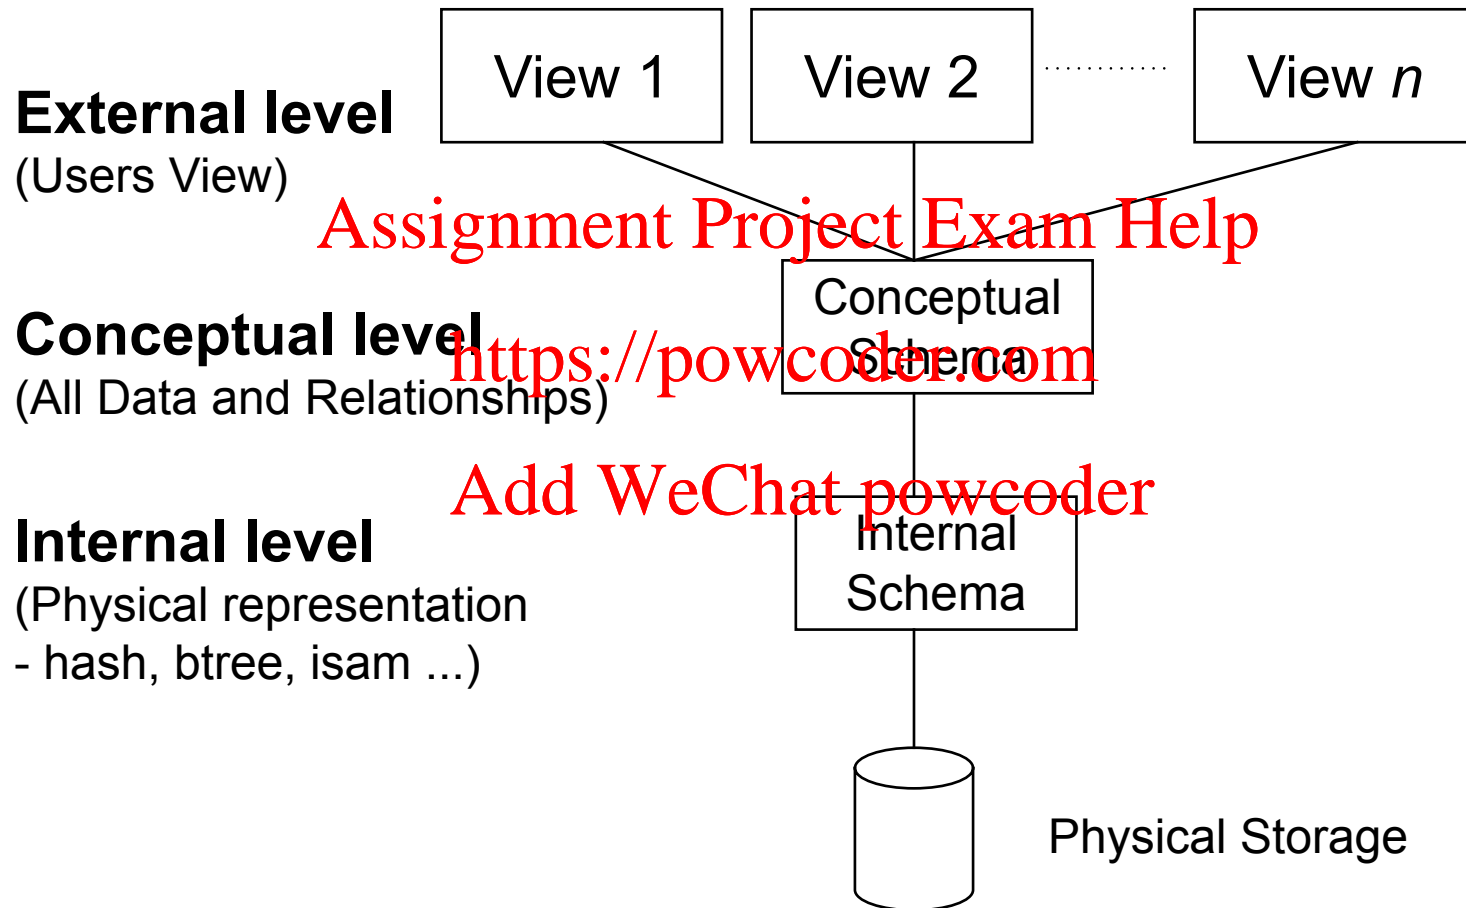 View 1
View 2
............
View n
External level
(Users View)
Assignment Project Exam Help
Conceptual
Schema
Conceptual level
https://powcoder.com
(All Data and Relationships)
Add WeChat powcoder
Internal
Schema
Internal level
(Physical representation
- hash, btree, isam ...)
Physical Storage